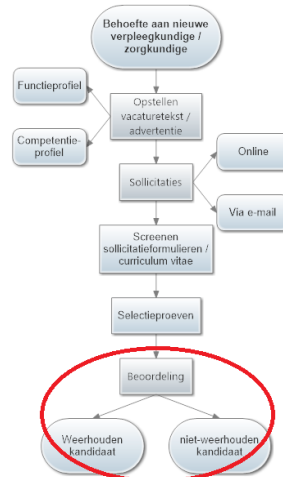 Behoefte aan nieuwe
verpleegkundige /
zorgkundige
Functieprofiel
Opstellen
vacaturetekst /
advertentie
Competentie-
profiel
Online
Sollicitaties
Via e-mail
Screenen
sollicitatieformulieren /
curriculum vitae
Selectieproeven
Beoordeling
Weerhouden
kandidaat
niet-weerhouden
kandidaat